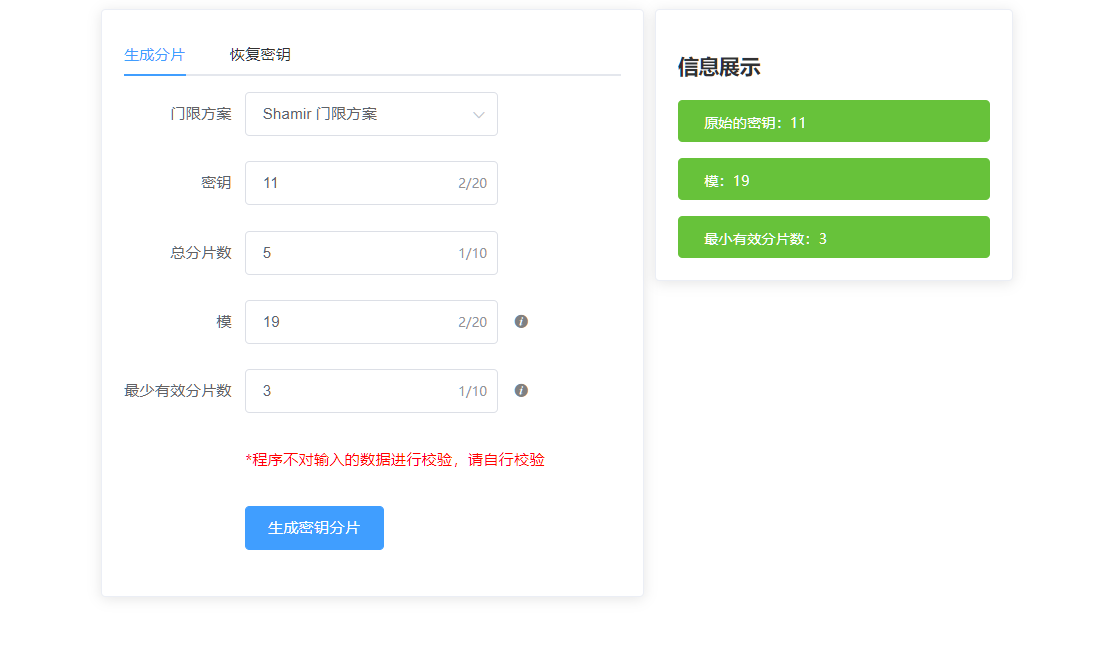 生成分片 恢复密钥
门限方案 Shamir 门限方案
密钥 11 2/20
总分片数 5 1/10
模 19 2/20
最少有效分片数 3 1/10
*程序不对输入的数据进行校验，请自行校验
生成密钥分片
信息展示
原始的密钥：11
模：19
最小有效分片数：3